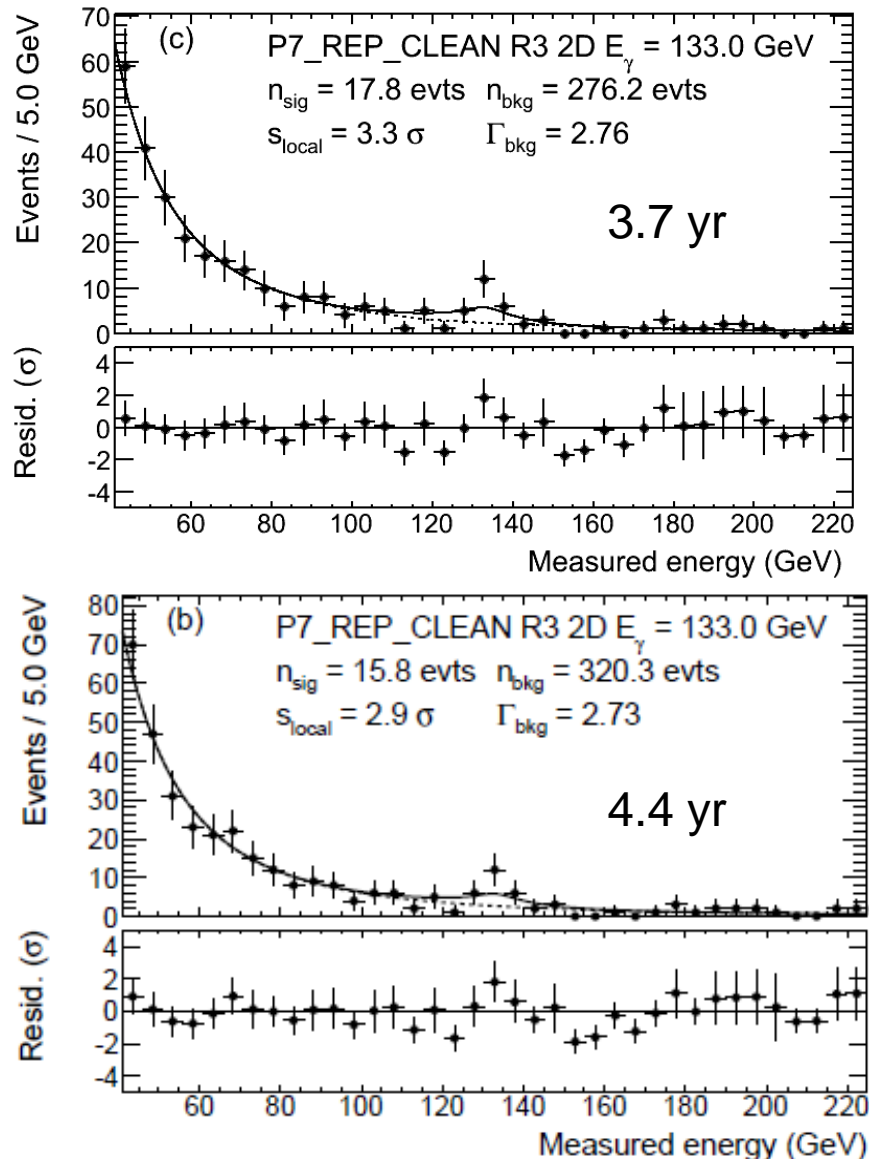 (c) P7_REP_CLEAN R3 2D Eγ = 133.0 GeV
nsig = 17.8 evts nbkg = 276.2 evts
slocal = 3.3 σ Γbkg = 2.76
3.7 yr
Events / 5.0 GeV
70
60
50
40
30
20
10
0
Resid. (σ)
4
2
0
-2
-4
60 80 100 120 140 160 180 200 220
Measured energy (GeV)
(b) P7_REP_CLEAN R3 2D Eγ = 133.0 GeV
nsig = 15.8 evts nbkg = 320.3 evts
slocal = 2.9 σ Γbkg = 2.73
4.4 yr
Events / 5.0 GeV
80
70
60
50
40
30
20
10
0
Resid. (σ)
4
2
0
-2
-4
60 80 100 120 140 160 180 200 220
Measured energy (GeV)